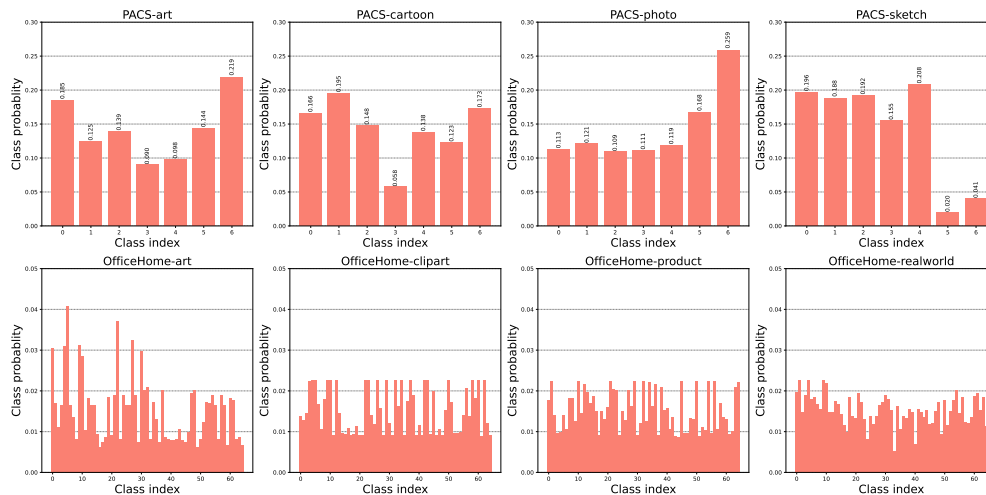 PACS-art
PACS-cartoon
PACS-photo
PACS-sketch
Class probablity
0.30
0.25
0.20
0.15
0.10
0.05
0.00
0.185
0.125
0.139
0.090
0.098
0.144
0.219
0 1 2 3 4 5 6
Class index
Class probablity
0.30
0.25
0.20
0.15
0.10
0.05
0.00
0.166
0.195
0.148
0.058
0.138
0.123
0.173
0 1 2 3 4 5 6
Class index
Class probablity
0.30
0.25
0.20
0.15
0.10
0.05
0.00
0.113
0.121
0.109
0.111
0.119
0.168
0.259
0 1 2 3 4 5 6
Class index
Class probablity
0.30
0.25
0.20
0.15
0.10
0.05
0.00
0.196
0.188
0.192
0.155
0.208
0.020
0.041
0 1 2 3 4 5 6
Class index
OfficeHome-art
OfficeHome-clipart
OfficeHome-product
OfficeHome-realworld
Class probablity
0.05
0.04
0.03
0.02
0.01
0.00
0 10 20 30 40 50 60
Class index
Class probablity
0.05
0.04
0.03
0.02
0.01
0.00
0 10 20 30 40 50 60
Class index
Class probablity
0.05
0.04
0.03
0.02
0.01
0.00
0 10 20 30 40 50 60
Class index
Class probablity
0.05
0.04
0.03
0.02
0.01
0.00
0 10 20 30 40 50 60
Class index